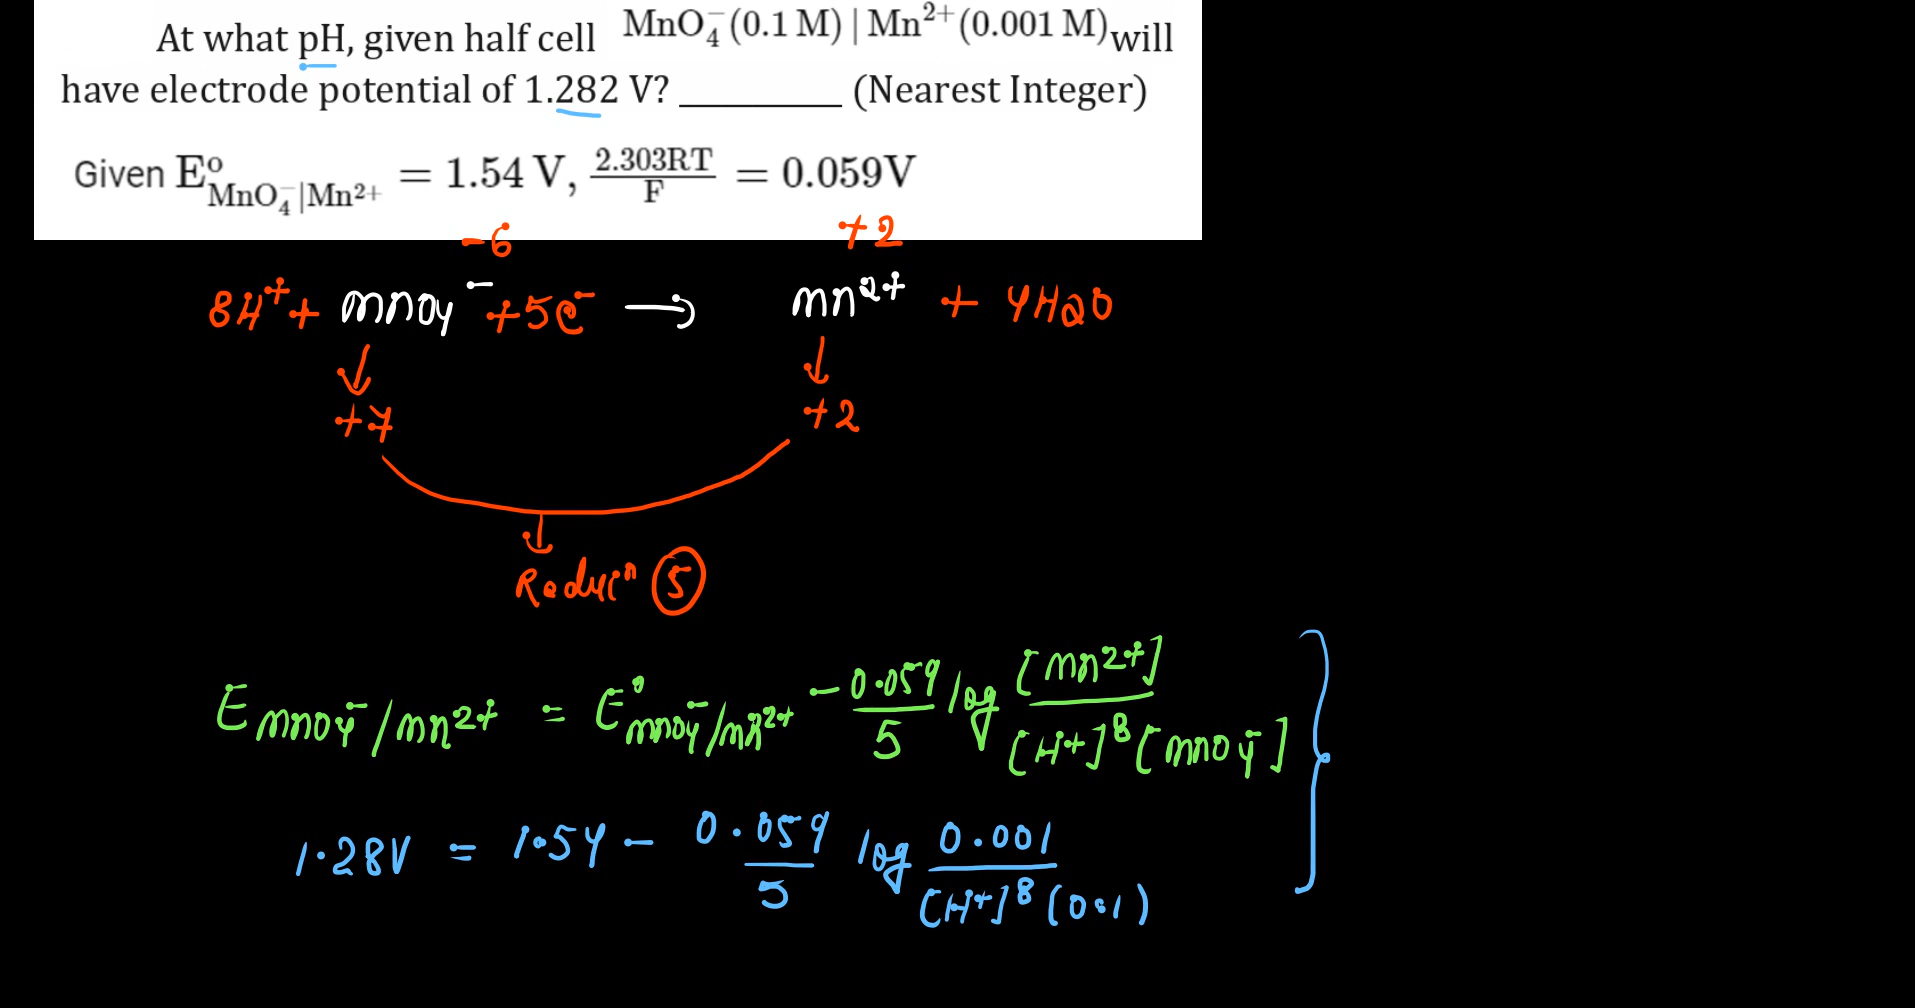 At what pH, given half cell MnO₄⁻(0.1 M) | Mn²⁺(0.001 M) will
have electrode potential of 1.282 V? ________ (Nearest Integer)
Given E°MnO₄⁻|Mn²⁺ = 1.54 V, 2.303RT/F = 0.059V
-6 +2
8H⁺ + mno4⁻ +5e⁻ → mn²⁺ + 4H2O
↓ ↓
+7 +2
↓
Reducⁿ 5
E mno4⁻/mn2+ = E° mno4⁻/mn2+ - 0.059/5 log [mn2+]/[H+]⁸[mno4⁻]
1.28V = 1.54 - 0.059/5 log 0.001/[H+]⁸(0.1)